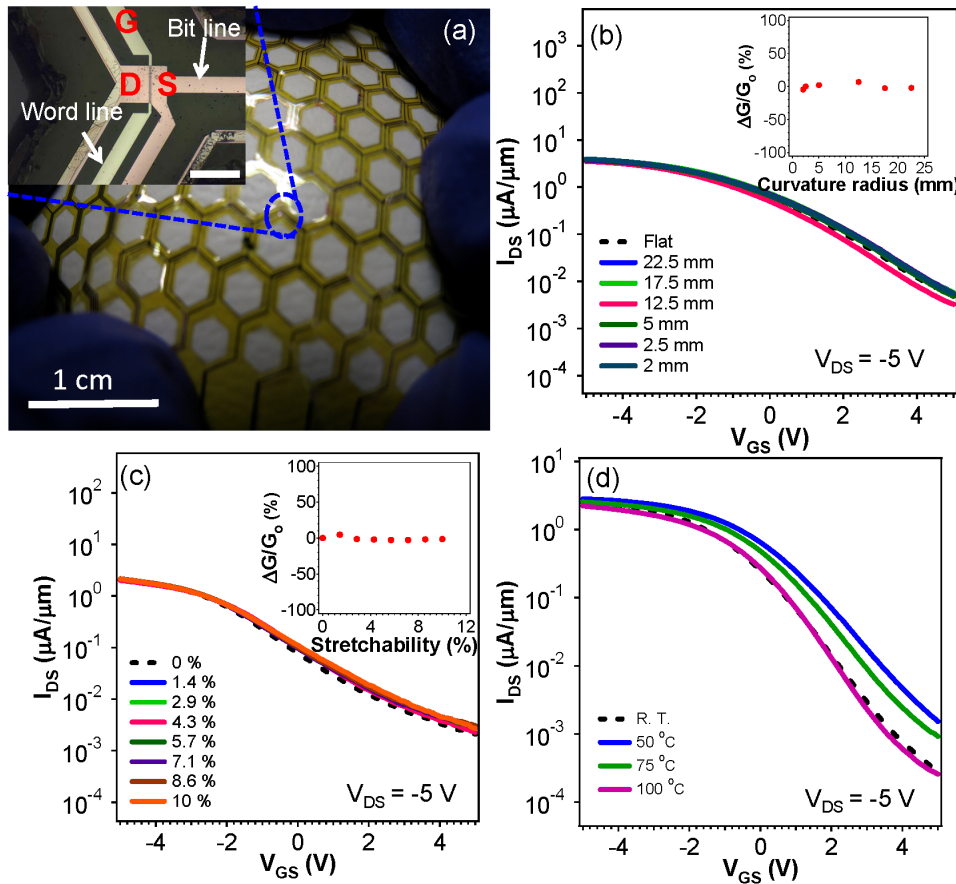 (a)
G
Bit line
D S
Word line
1 cm
(b)
I_DS (μA/μm)
10³
10²
10¹
10⁰
10⁻¹
10⁻²
10⁻³
10⁻⁴
ΔG/G₀ (%)
100
50
0
-50
-100
0 5 10 15 20 25
Curvature radius (mm)
Flat
22.5 mm
17.5 mm
12.5 mm
5 mm
2.5 mm
2 mm
V_DS = -5 V
-4 -2 0 2 4
V_GS (V)
(c)
I_DS (μA/μm)
10²
10¹
10⁰
10⁻¹
10⁻²
10⁻³
10⁻⁴
ΔG/G₀ (%)
100
50
0
-50
-100
0 2 4 6 8 10 12
Stretchability (%)
0 %
1.4 %
2.9 %
4.3 %
5.7 %
7.1 %
8.6 %
10 %
V_DS = -5 V
-4 -2 0 2 4
V_GS (V)
(d)
I_DS (μA/μm)
10¹
10⁰
10⁻¹
10⁻²
10⁻³
10⁻⁴
R. T.
50 °C
75 °C
100 °C
V_DS = -5 V
-4 -2 0 2 4
V_GS (V)